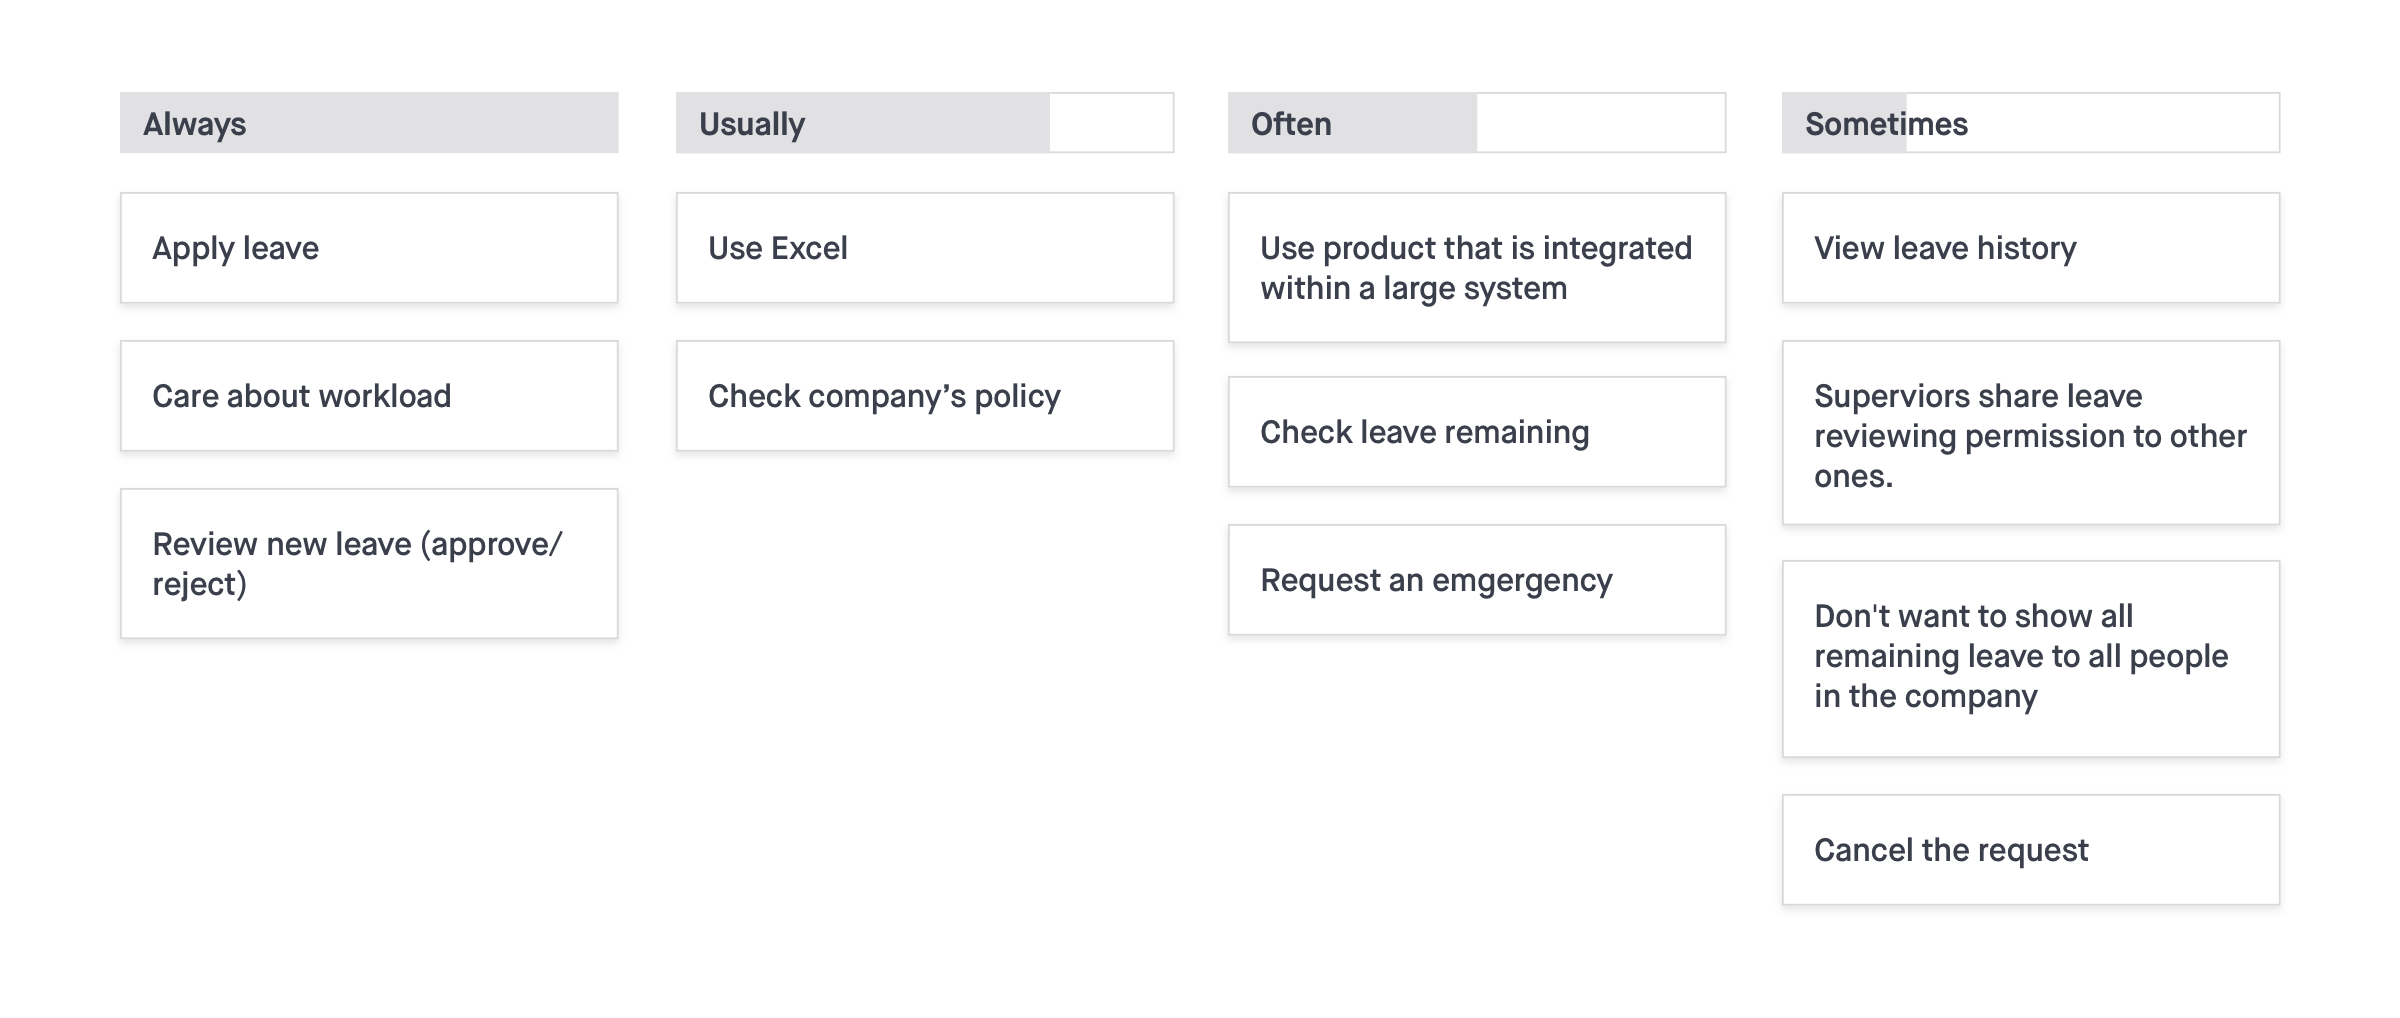 Always
Apply leave
Care about workload
Review new leave (approve/
reject)
Usually
Use Excel
Check company’s policy
Often
Use product that is integrated
within a large system
Check leave remaining
Request an emgergency
Sometimes
View leave history
Superviors share leave
reviewing permission to other
ones.
Don't want to show all
remaining leave to all people
in the company
Cancel the request